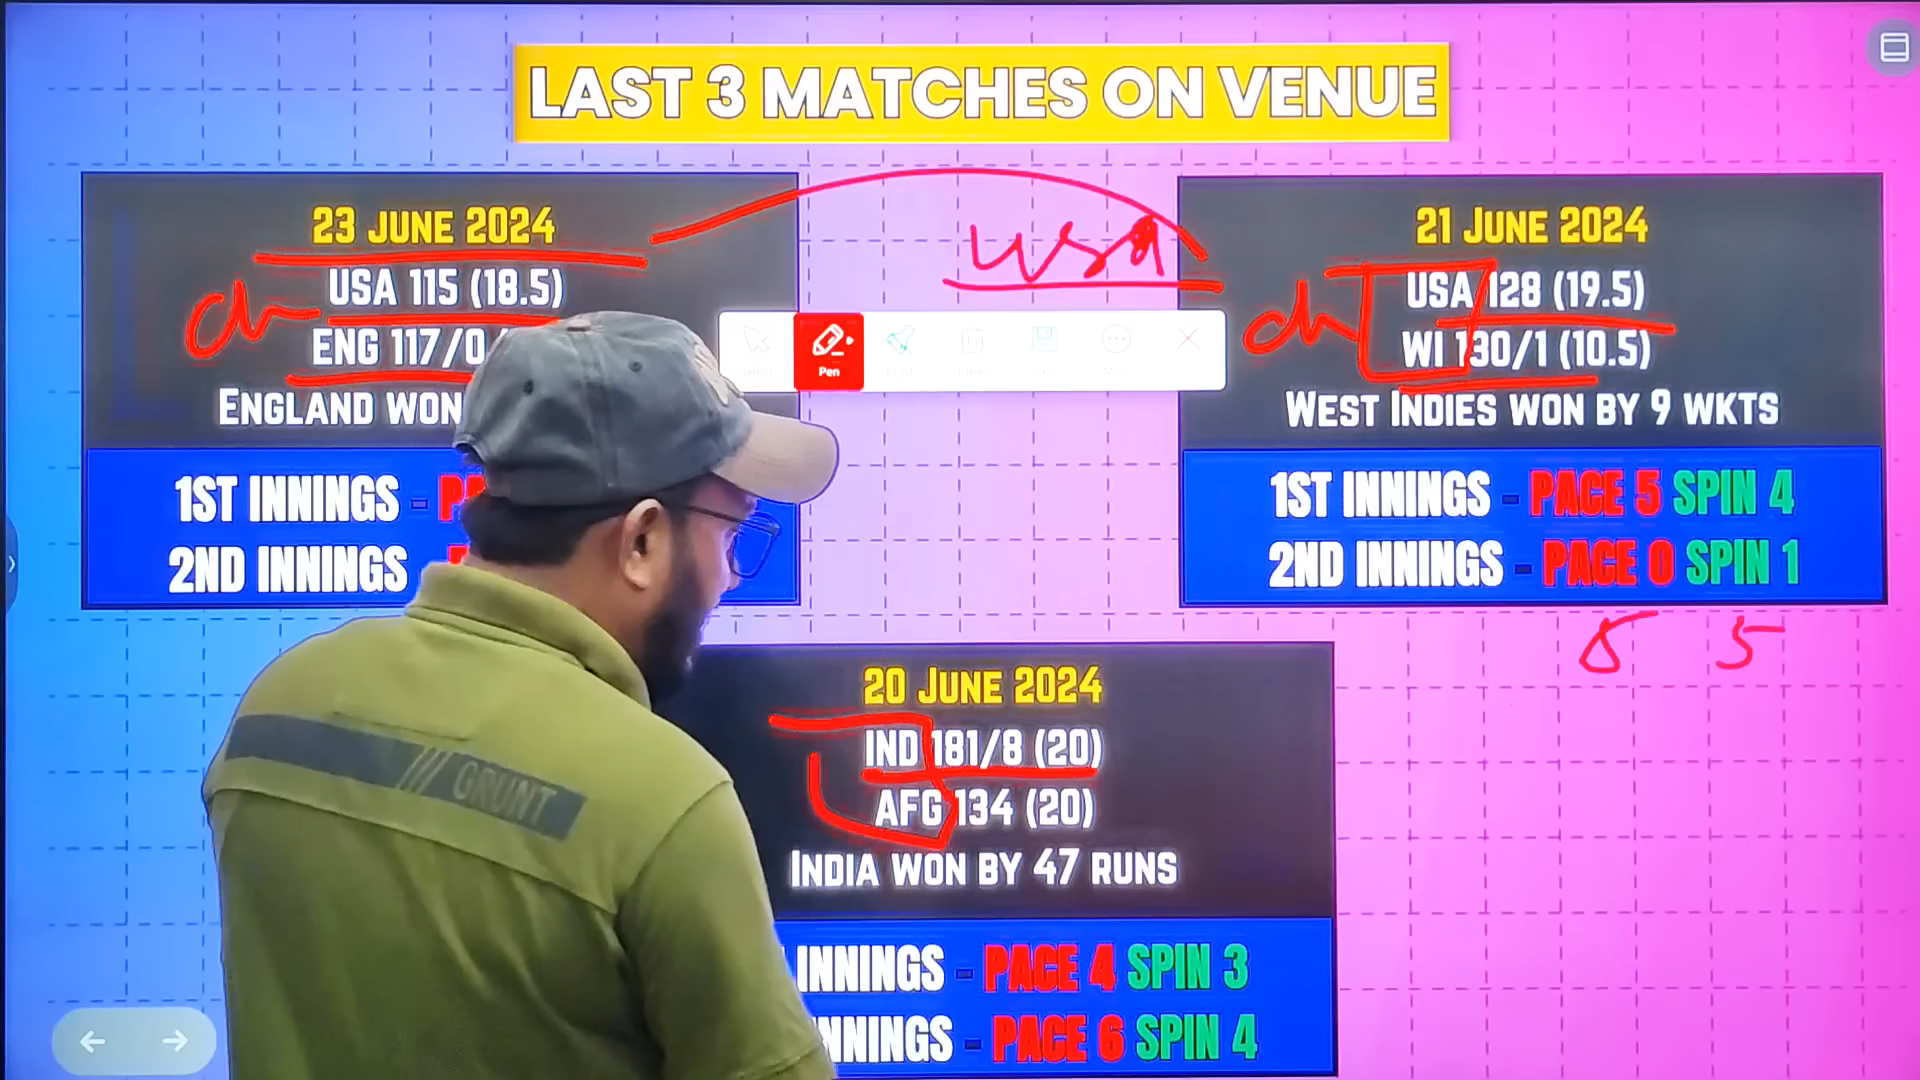 LAST 3 MATCHES ON VENUE
23 JUNE 2024
USA 115 (18.5)
ENG 117/0
ENGLAND WON
1ST INNINGS -
2ND INNINGS
usa
Pen
21 JUNE 2024
USA 128 (19.5)
WI 130/1 (10.5)
WEST INDIES WON BY 9 WKTS
1ST INNINGS - PACE 5 SPIN 4
2ND INNINGS - PACE 0 SPIN 1
5 5
20 JUNE 2024
IND 181/8 (20)
AFG 134 (20)
INDIA WON BY 47 RUNS
INNINGS - PACE 4 SPIN 3
INNINGS - PACE 6 SPIN 4
/// GRUNT